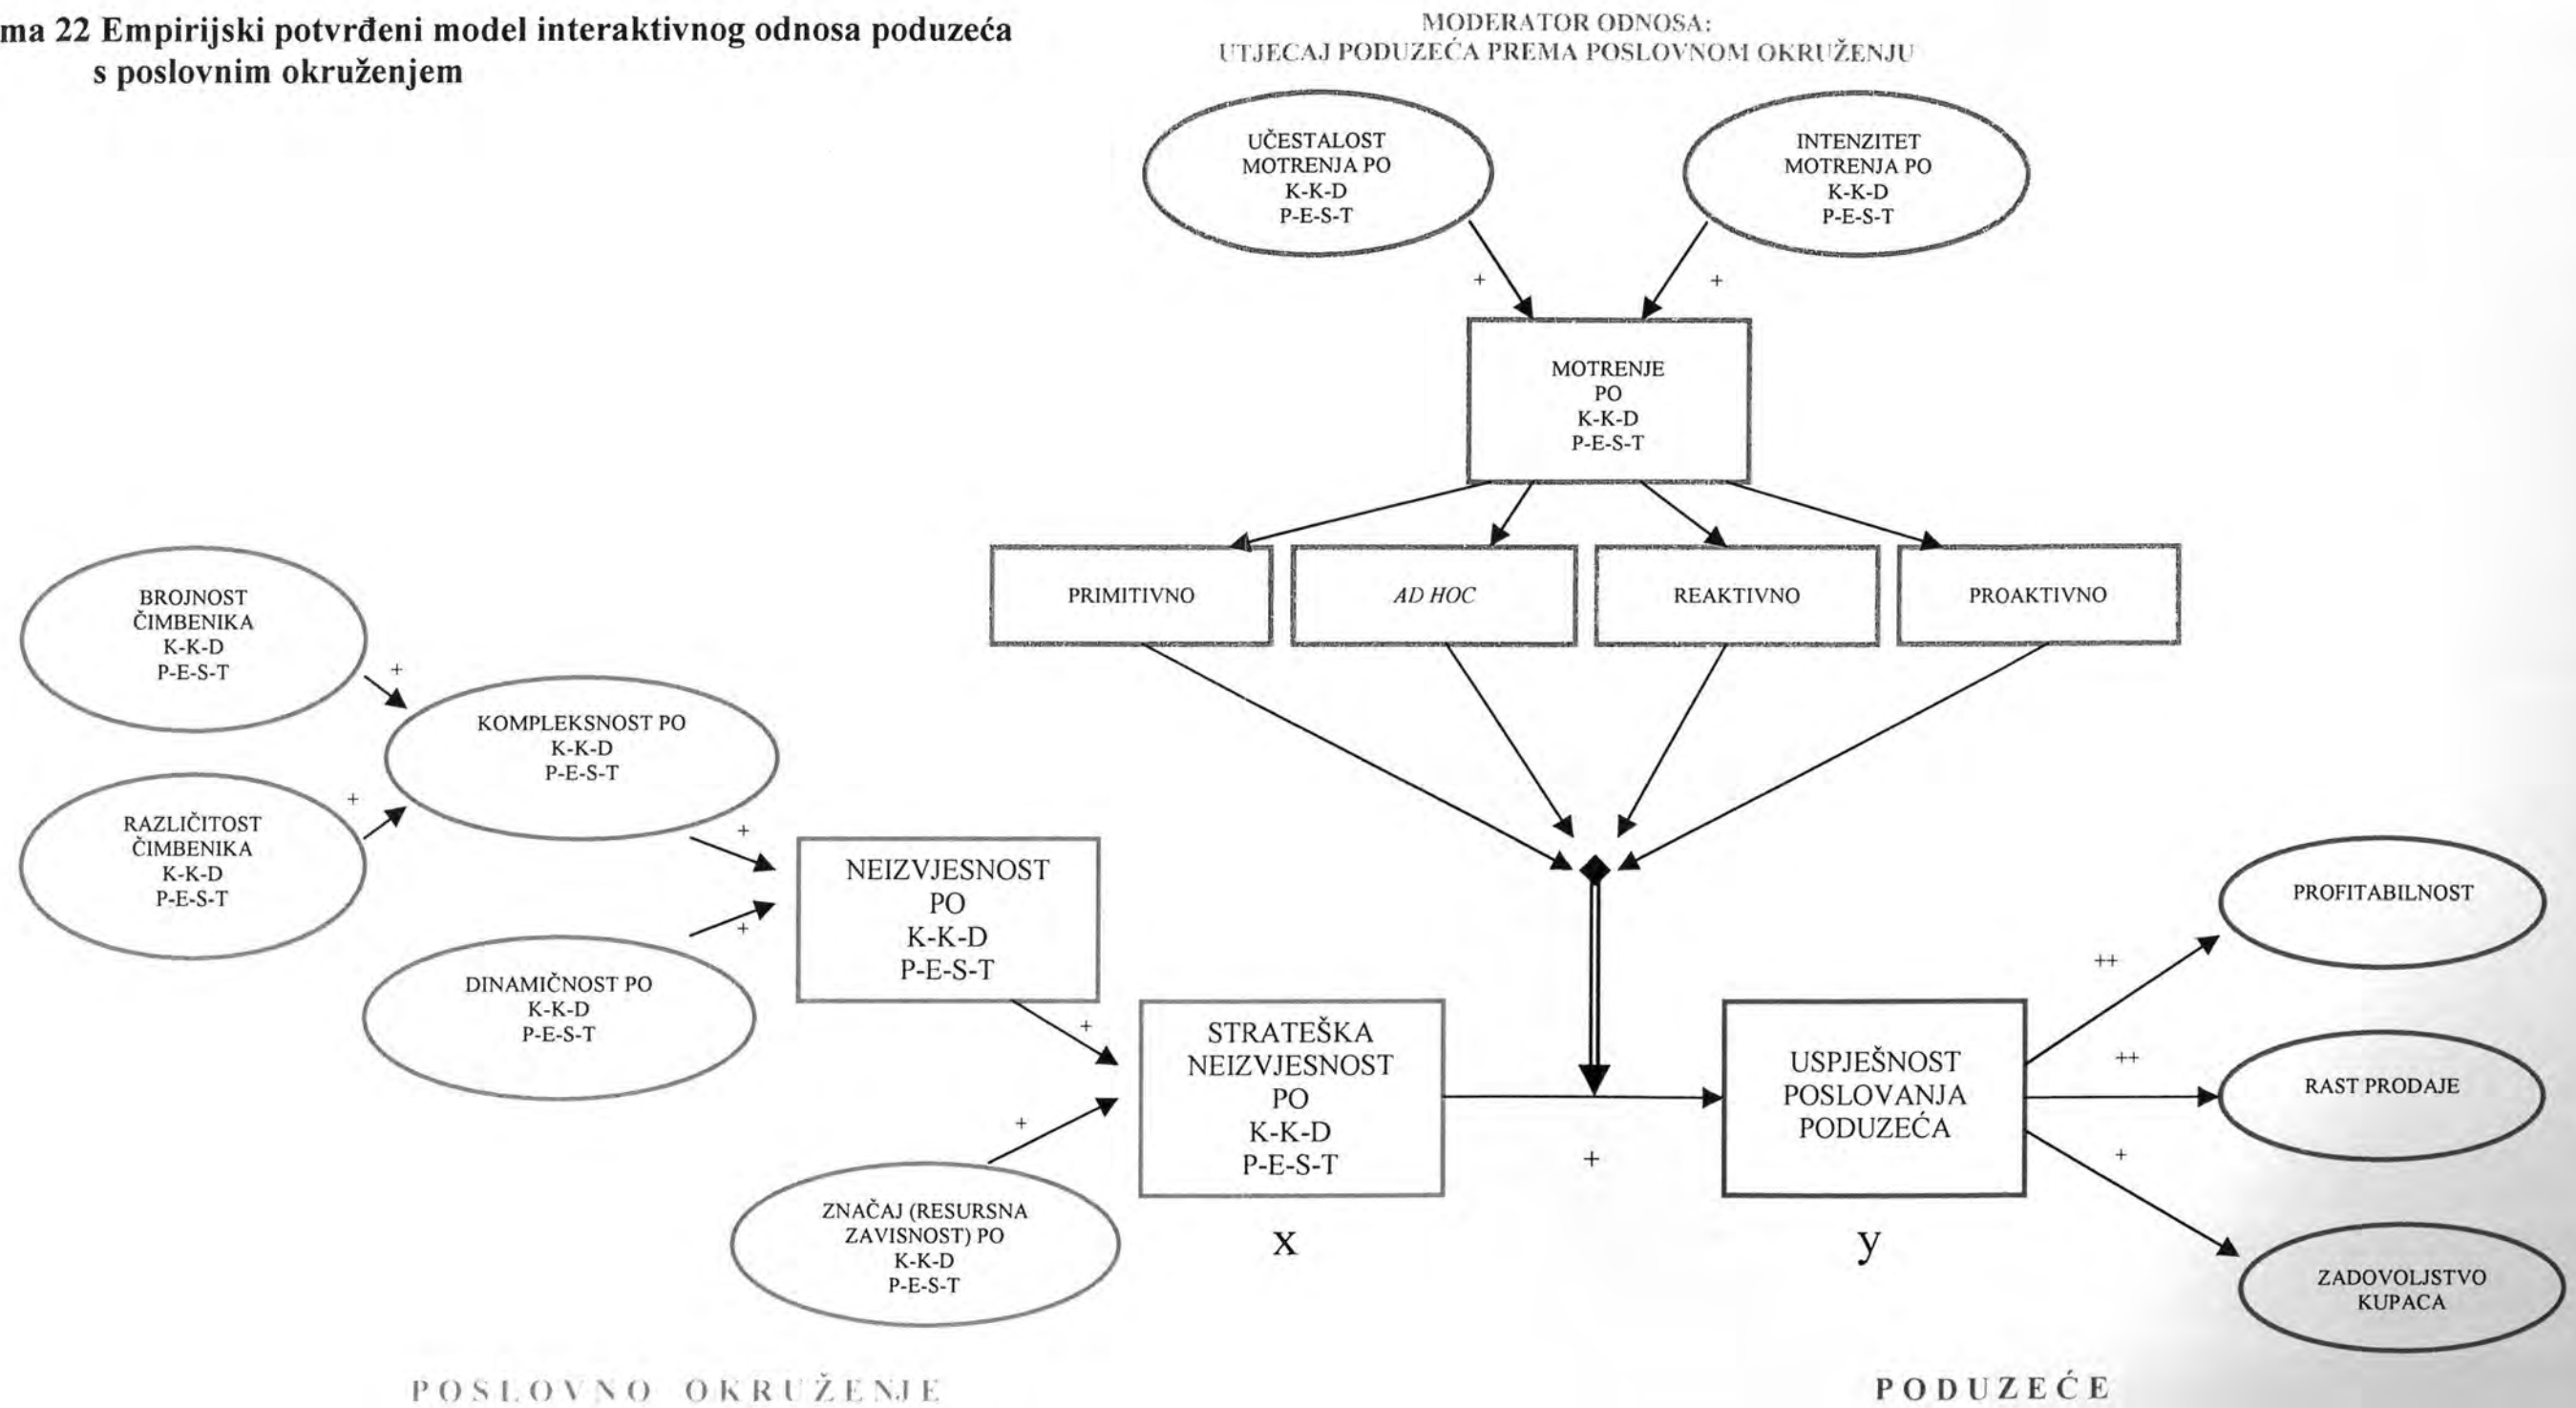 ma 22 Empirijski potvrđeni model interaktivnog odnosa poduzeća
s poslovnim okruženjem
MODERATOR ODNOSA:
UTJECAJ PODUZEĆA PREMA POSLOVNOM OKRUŽENJU
UČESTALOST
MOTRENJA PO
K-K-D
P-E-S-T
INTENZITET
MOTRENJA PO
K-K-D
P-E-S-T
+
+
MOTRENJE
PO
K-K-D
P-E-S-T
PRIMITIVNO
AD HOC
REAKTIVNO
PROAKTIVNO
BROJNOST
ČIMBENIKA
K-K-D
P-E-S-T
+
RAZLIČITOST
ČIMBENIKA
K-K-D
P-E-S-T
+
KOMPLEKSNOST PO
K-K-D
P-E-S-T
+
DINAMIČNOST PO
K-K-D
P-E-S-T
+
NEIZVJESNOST
PO
K-K-D
P-E-S-T
+
ZNAČAJ (RESURSNA
ZAVISNOST) PO
K-K-D
P-E-S-T
+
STRATEŠKA
NEIZVJESNOST
PO
K-K-D
P-E-S-T
x
+
USPJEŠNOST
POSLOVANJA
PODUZEĆA
y
++
PROFITABILNOST
++
RAST PRODAJE
+
ZADOVOLJSTVO
KUPACA
POSLOVNO OKRUŽENJE
PODUZEĆE